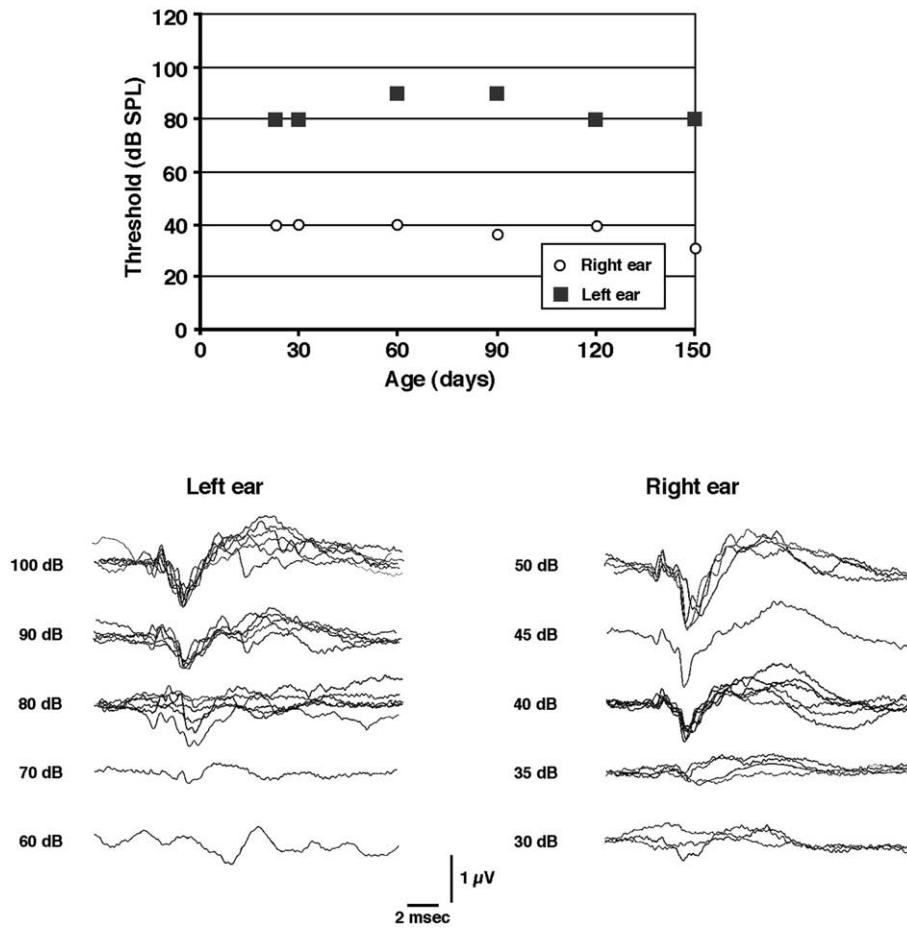 120
100
80
60
40
20
0
Threshold (dB SPL)
Right ear
Left ear
0 30 60 90 120 150
Age (days)
Left ear
100 dB
90 dB
80 dB
70 dB
60 dB
Right ear
50 dB
45 dB
40 dB
35 dB
30 dB
1 µV
2 msec